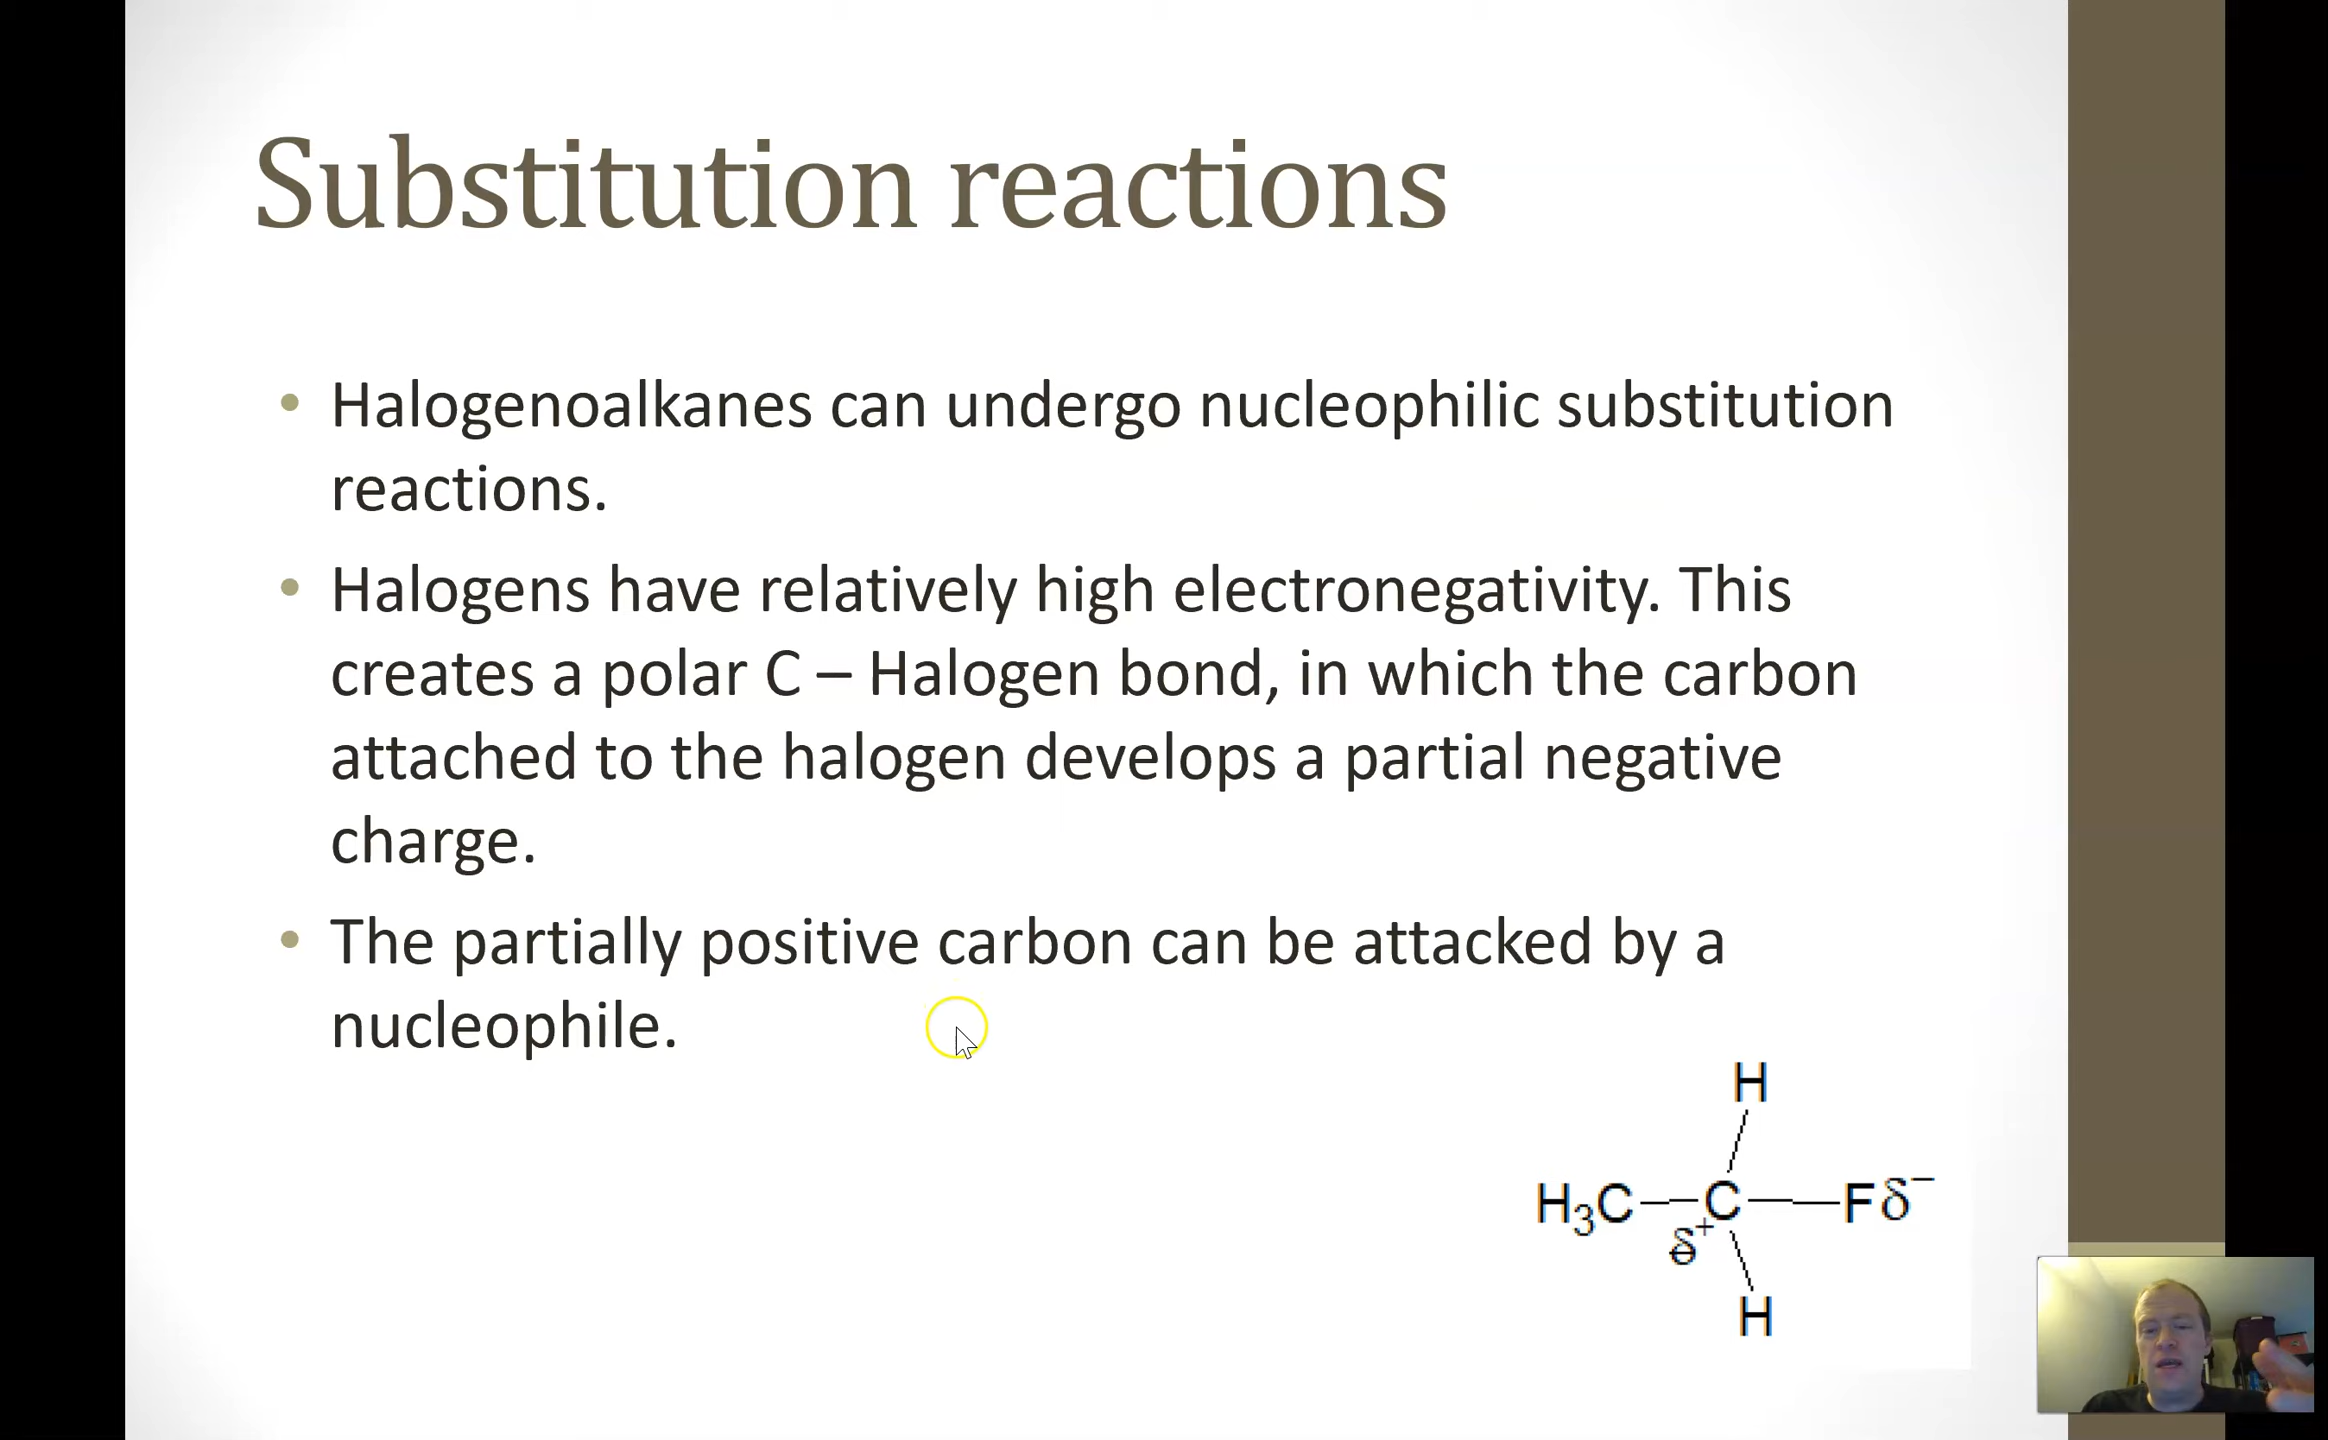 Substitution reactions
• Halogenoalkanes can undergo nucleophilic substitution
reactions.
• Halogens have relatively high electronegativity. This
creates a polar C – Halogen bond, in which the carbon
attached to the halogen develops a partial negative
charge.
• The partially positive carbon can be attacked by a
nucleophile.
H
H₃C C F δ⁻
δ⁺
H